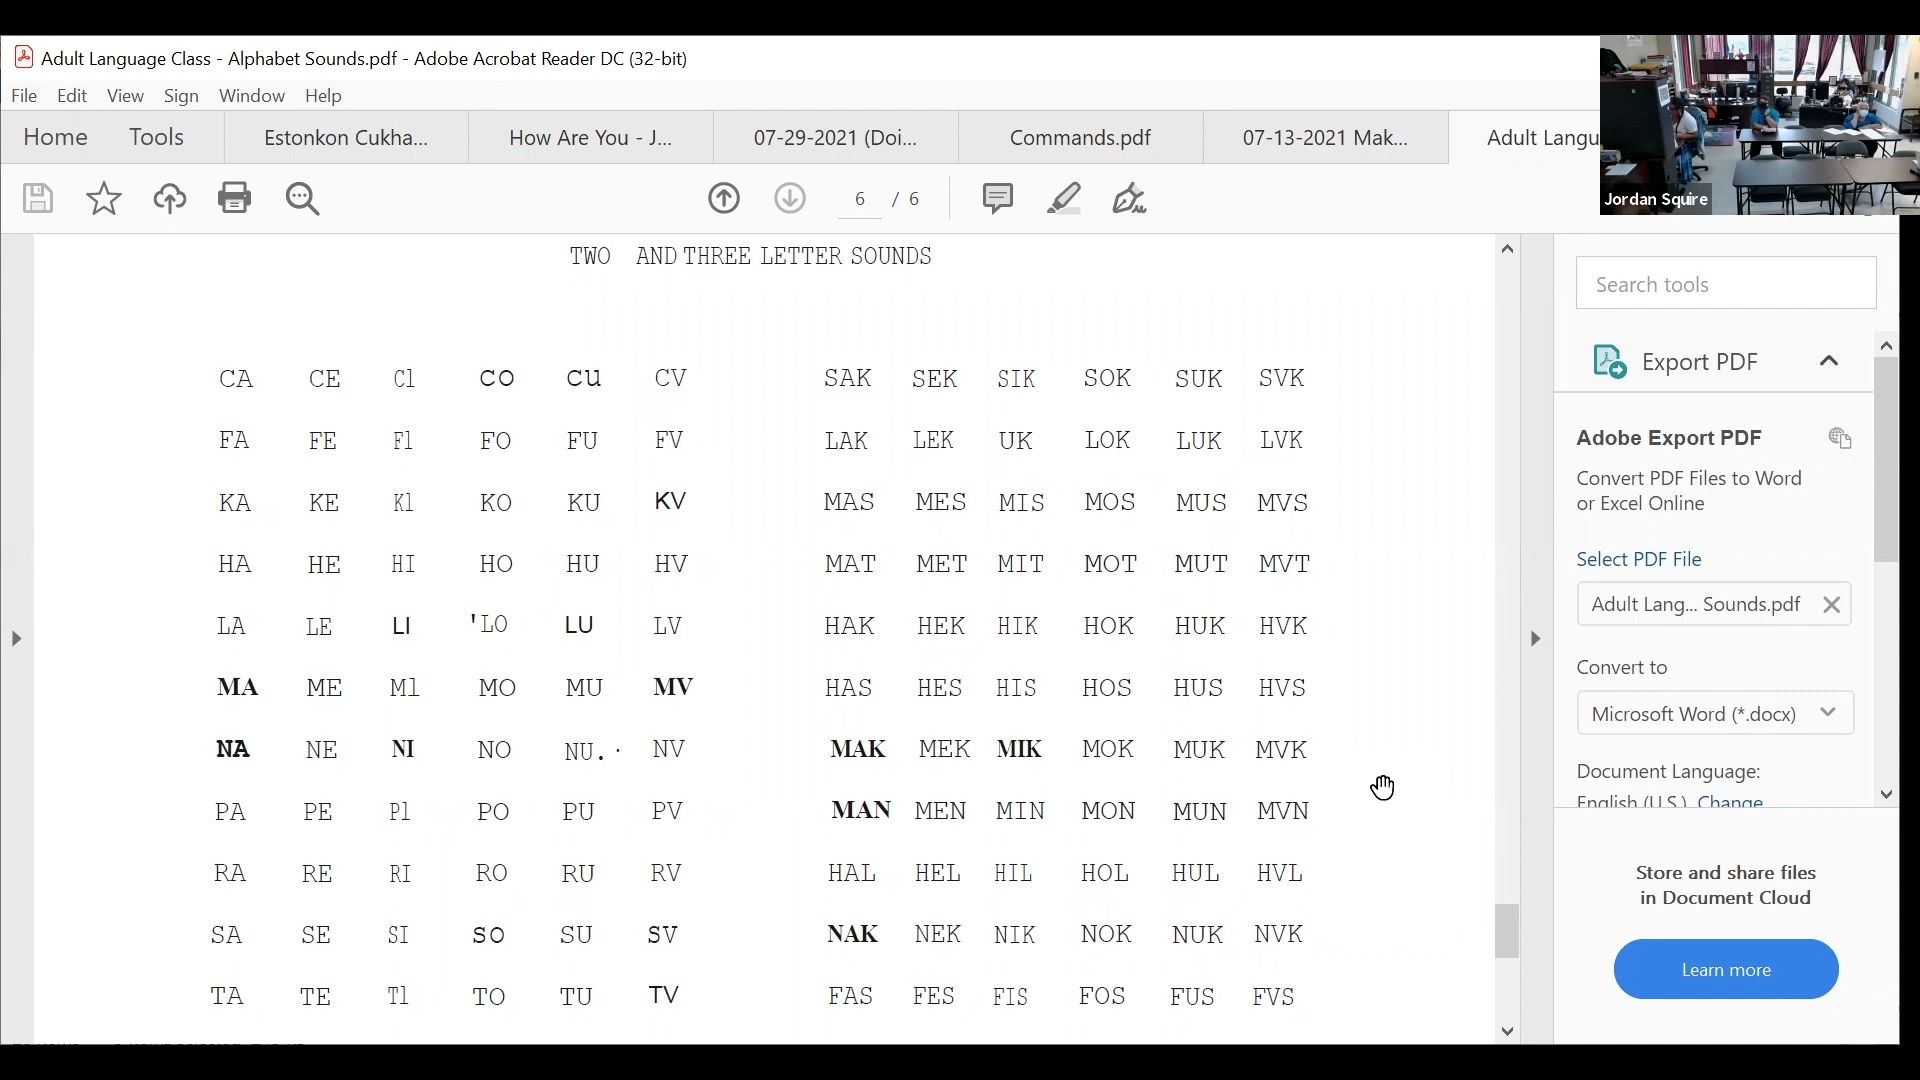 Adult Language Class - Alphabet Sounds.pdf - Adobe Acrobat Reader DC (32-bit)
File Edit View Sign Window Help
Home Tools Estonkon Cukha... How Are You - J... 07-29-2021 (Doi... Commands.pdf 07-13-2021 Mak... Adult Langu
6 / 6
Jordan Squire
TWO AND THREE LETTER SOUNDS
CA CE Cl CO CU CV SAK SEK SIK SOK SUK SVK
FA FE Fl FO FU FV LAK LEK UK LOK LUK LVK
KA KE Kl KO KU KV MAS MES MIS MOS MUS MVS
HA HE HI HO HU HV MAT MET MIT MOT MUT MVT
LA LE LI 'LO LU LV HAK HEK HIK HOK HUK HVK
MA ME Ml MO MU MV HAS HES HIS HOS HUS HVS
NA NE NI NO NU. · NV MAK MEK MIK MOK MUK MVK
PA PE Pl PO PU PV MAN MEN MIN MON MUN MVN
RA RE RI RO RU RV HAL HEL HIL HOL HUL HVL
SA SE SI SO SU SV NAK NEK NIK NOK NUK NVK
TA TE Tl TO TU TV FAS FES FIS FOS FUS FVS
Search tools
Export PDF
Adobe Export PDF
Convert PDF Files to Word
or Excel Online
Select PDF File
Adult Lang... Sounds.pdf
Convert to
Microsoft Word (*.docx)
Document Language:
English (U.S.) Change
Store and share files
in Document Cloud
Learn more